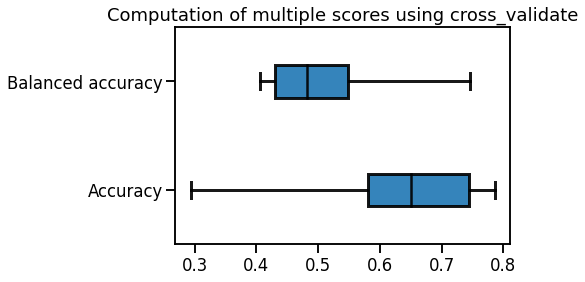 Computation of multiple scores using cross_validate
Balanced accuracy
Accuracy
0.3 0.4 0.5 0.6 0.7 0.8